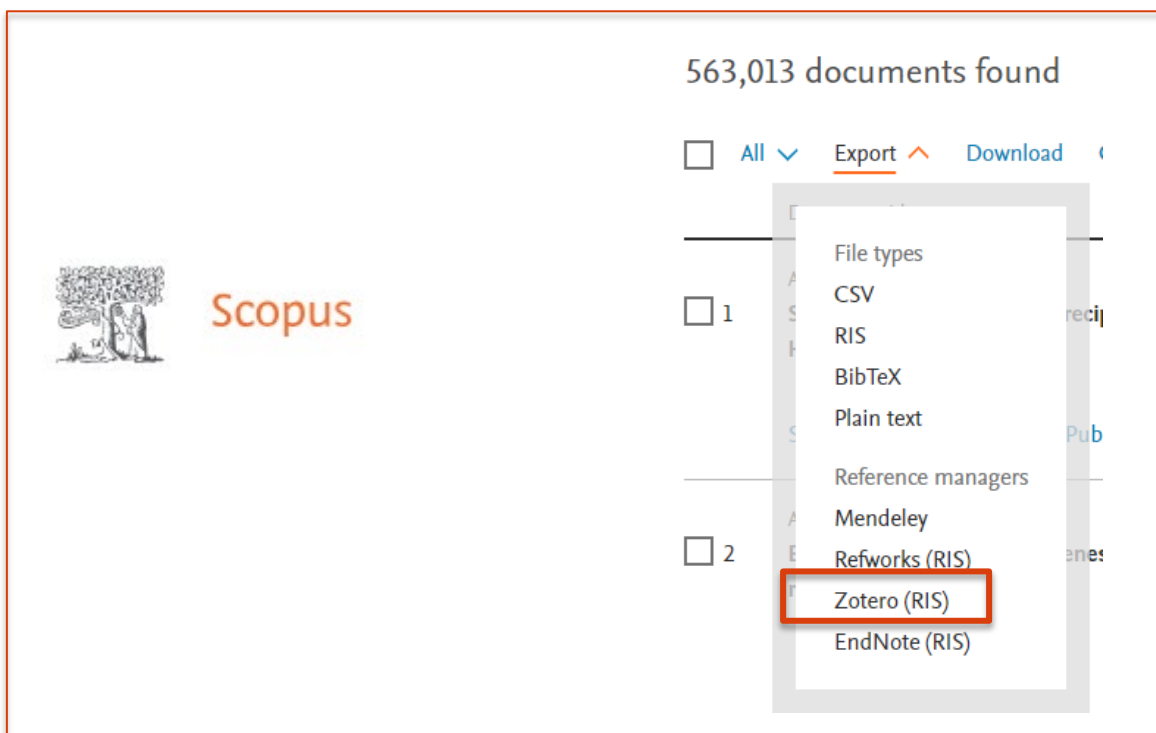 563,013 documents found
All Export Download
File types
CSV
1
RIS
BibTeX
Plain text
Reference managers
Mendeley
2
Refworks (RIS)
Zotero (RIS)
EndNote (RIS)
Scopus